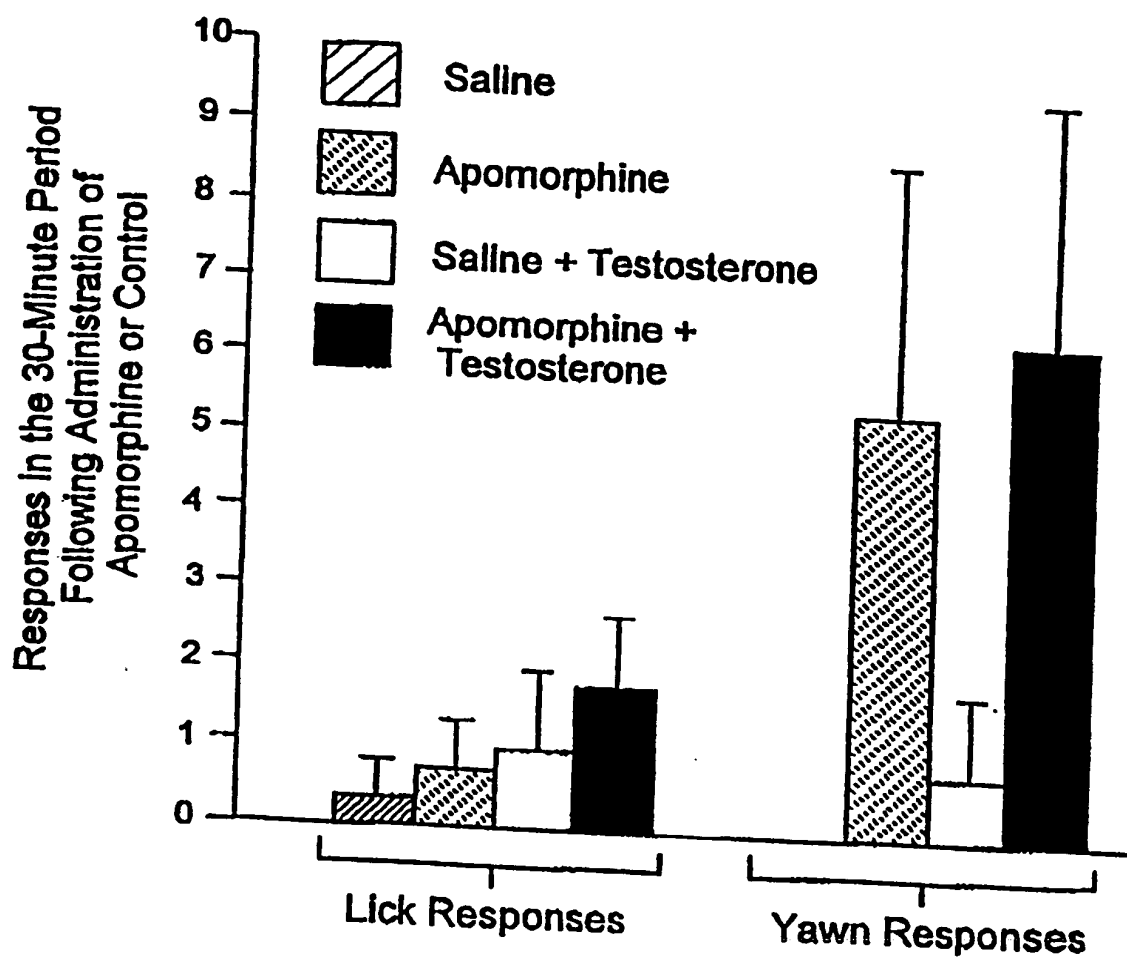 Responses in the 30-Minute Period
Following Administration of
Apomorphine or Control
10
9
8
7
6
5
4
3
2
1
0
Saline
Apomorphine
Saline + Testosterone
Apomorphine +
Testosterone
Lick Responses
Yawn Responses